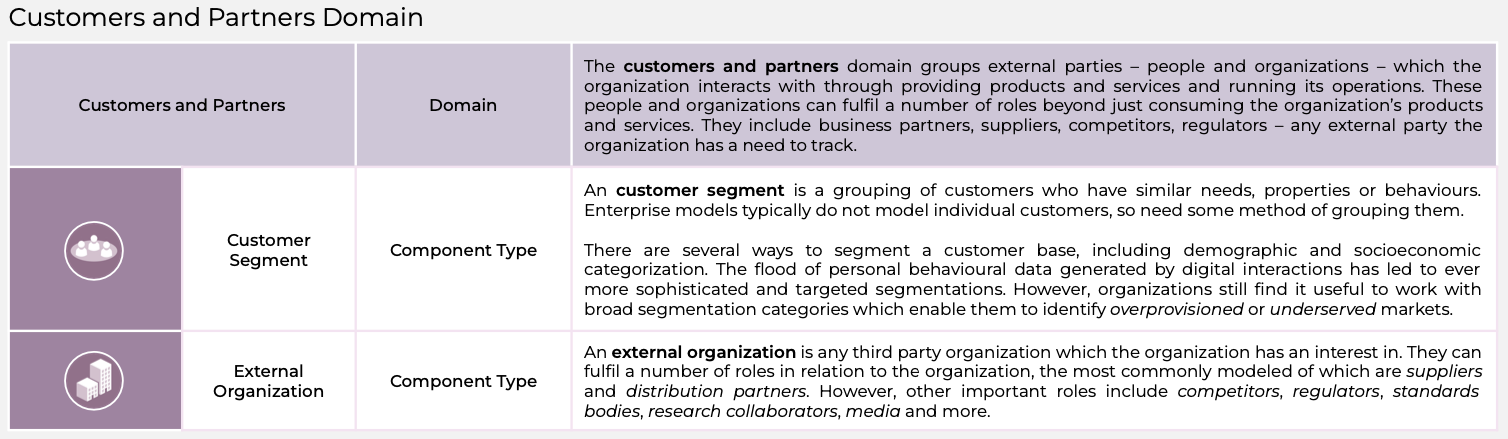 Customers and Partners Domain
Customers and Partners
Domain
The customers and partners domain groups external parties – people and organizations – which the
organization interacts with through providing products and services and running its operations. These
people and organizations can fulfil a number of roles beyond just consuming the organization's products
and services. They include business partners, suppliers, competitors, regulators – any external party the
organization has a need to track.
Customer
Segment
Component Type
An customer segment is a grouping of customers who have similar needs, properties or behaviours.
Enterprise models typically do not model individual customers, so need some method of grouping them.
There are several ways to segment a customer base, including demographic and socioeconomic
categorization. The flood of personal behavioural data generated by digital interactions has led to ever
more sophisticated and targeted segmentations. However, organizations still find it useful to work with
broad segmentation categories which enable them to identify overprovisioned or underserved markets.
External
Organization
Component Type
An external organization is any third party organization which the organization has an interest in. They can
fulfil a number of roles in relation to the organization, the most commonly modeled of which are suppliers
and distribution partners. However, other important roles include competitors, regulators, standards
bodies, research collaborators, media and more.